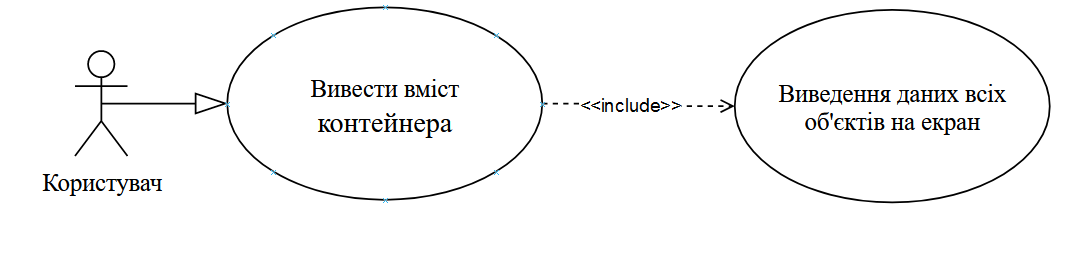 Вивести вміст
контейнера
<<include>>
Виведення даних всіх
об'єктів на екран
Користувач